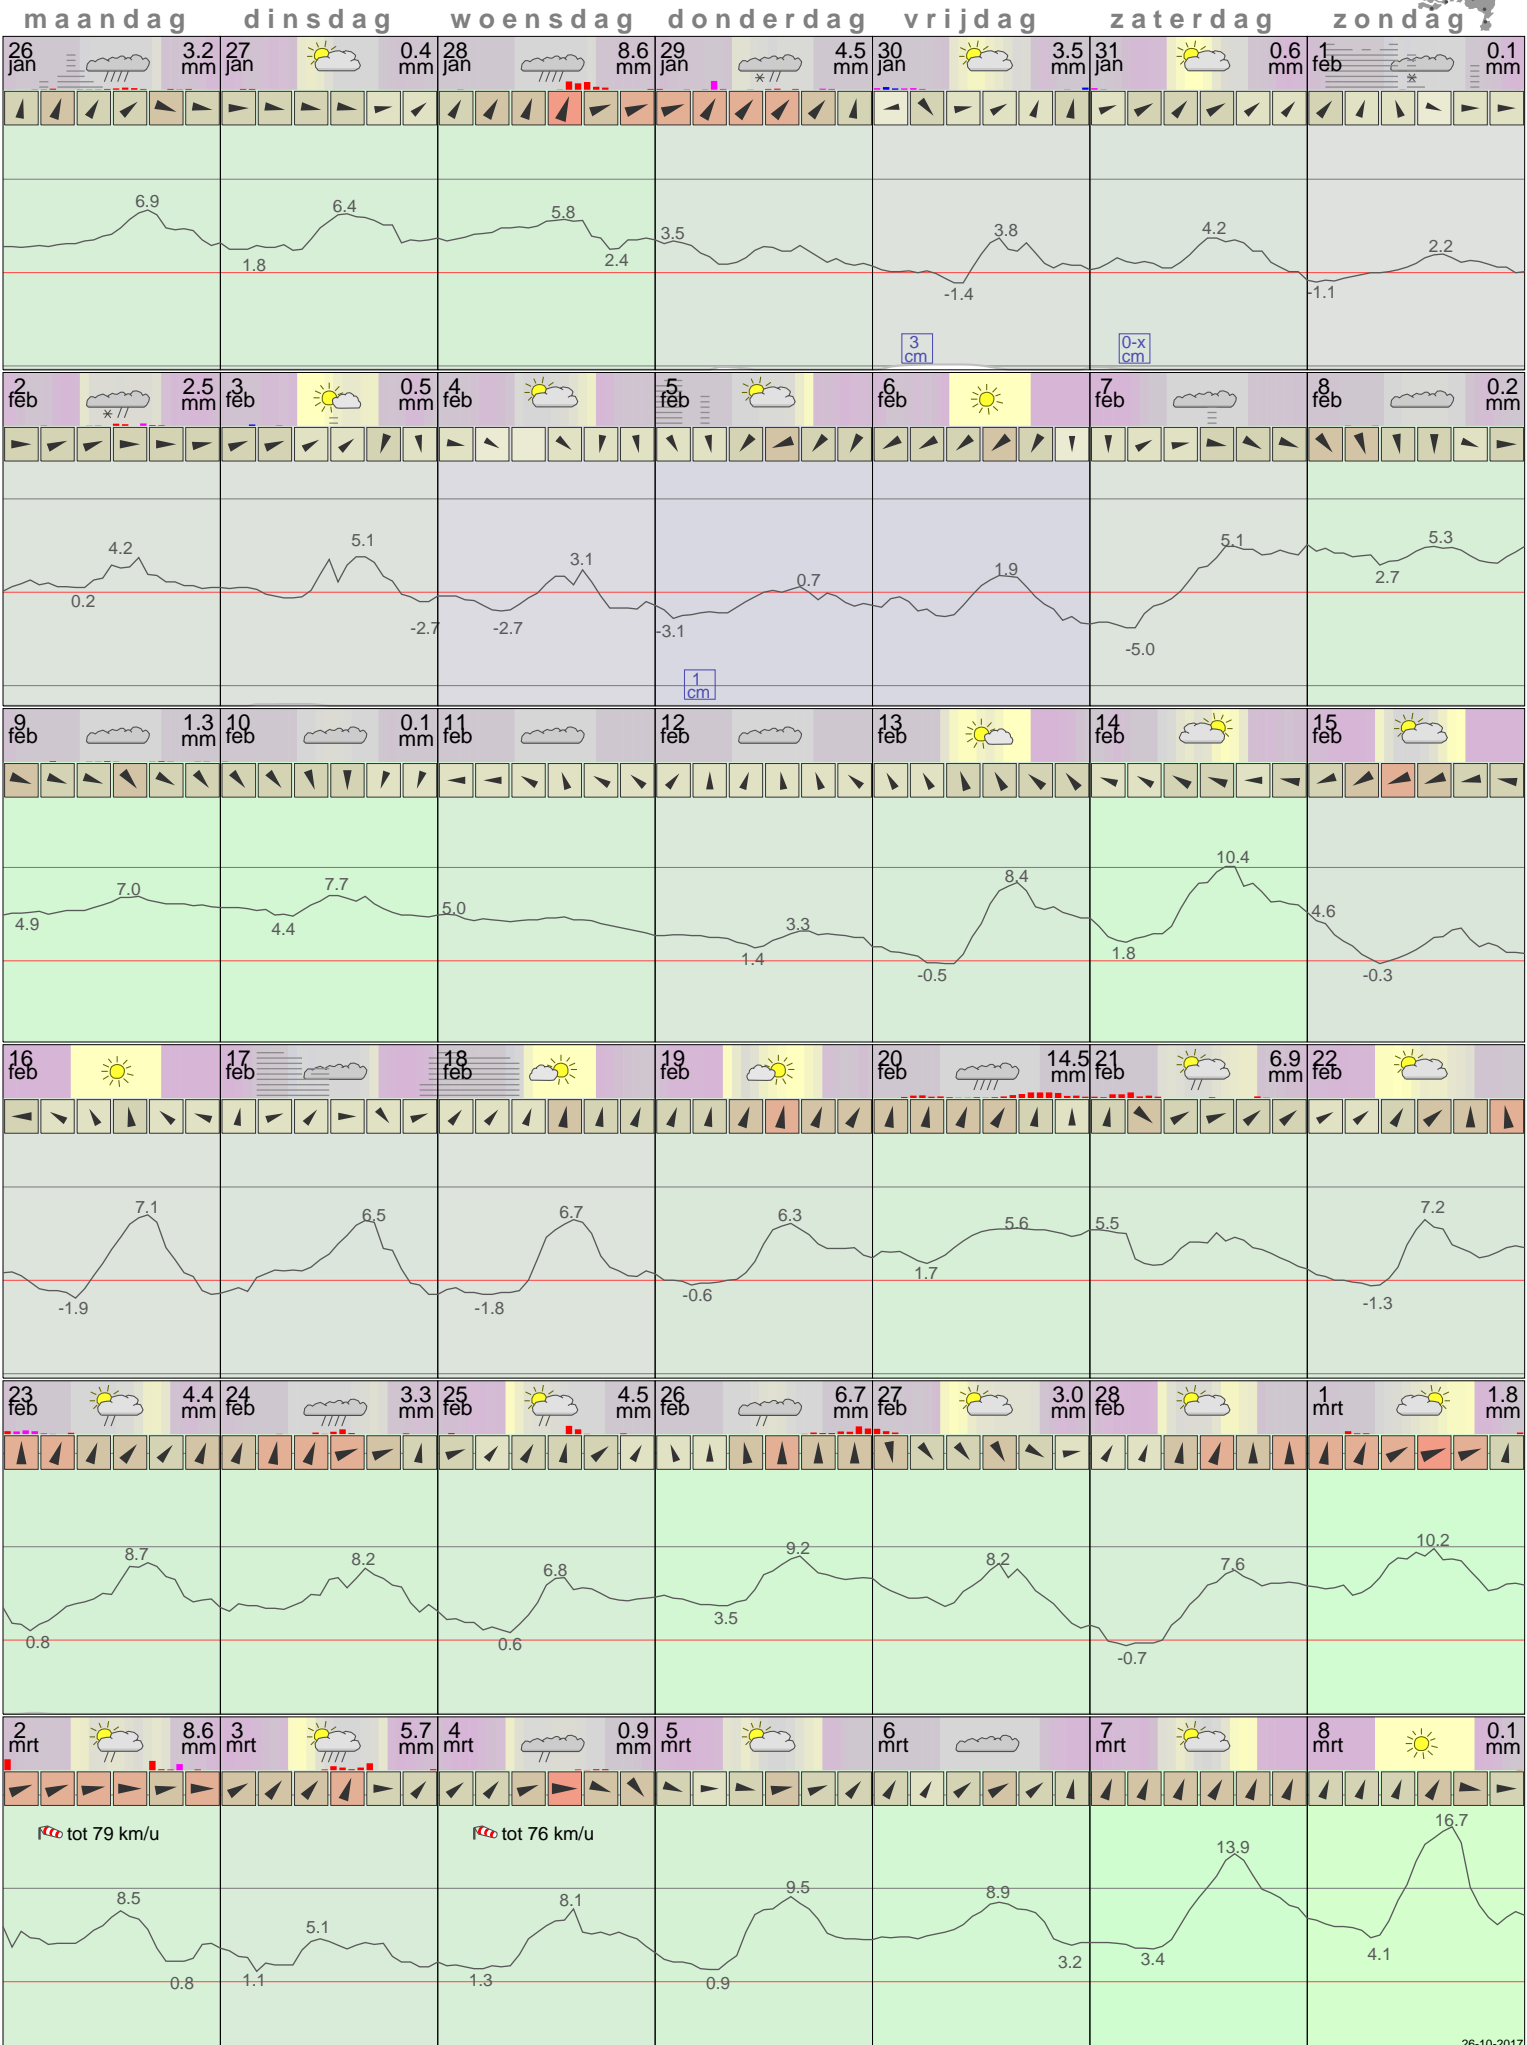 maandag dinsdag woensdag donderdag vrijdag zaterdag zondag
26 3.2 27 0.4 28 8.6 29 4.5 30 3.5 31 0.6 1 0.1
jan mm jan mm jan mm jan mm jan mm jan mm feb mm
6.9 6.4 5.8 3.5 3.8 4.2 2.2
1.8 2.4 -1.4 -1.1
3 0-x
cm cm
2 2.5 3 0.5 4 5 6 7 8 0.2
feb mm feb mm feb feb feb feb feb mm
4.2 5.1 3.1 0.7 1.9 5.1 5.3
0.2 -2.7 -2.7 -3.1 -5.0 2.7
1
cm
9 1.3 10 0.1 11 12 13 14 15
feb mm feb mm feb feb feb feb feb
7.0 7.7 5.0 3.3 8.4 10.4 4.6
4.9 4.4 1.4 -0.5 1.8 -0.3
16 17 18 19 20 14.5 21 6.9 22
feb feb feb feb feb mm feb mm feb
7.1 6.5 6.7 6.3 5.6 5.5 7.2
-1.9 -1.8 -0.6 1.7 -1.3
23 4.4 24 3.3 25 4.5 26 6.7 27 3.0 28 1 1.8
feb mm feb mm feb mm feb mm feb mm feb mrt mm
8.7 8.2 6.8 9.2 8.2 7.6 10.2
0.8 0.6 3.5 -0.7
2 8.6 3 5.7 4 0.9 5 6 7 8 0.1
mrt mm mrt mm mrt mm mrt mrt mrt mrt mm
tot 79 km/u tot 76 km/u
8.5 5.1 8.1 9.5 8.9 13.9 16.7
0.8 1.1 1.3 0.9 3.2 3.4 4.1
26-10-2017